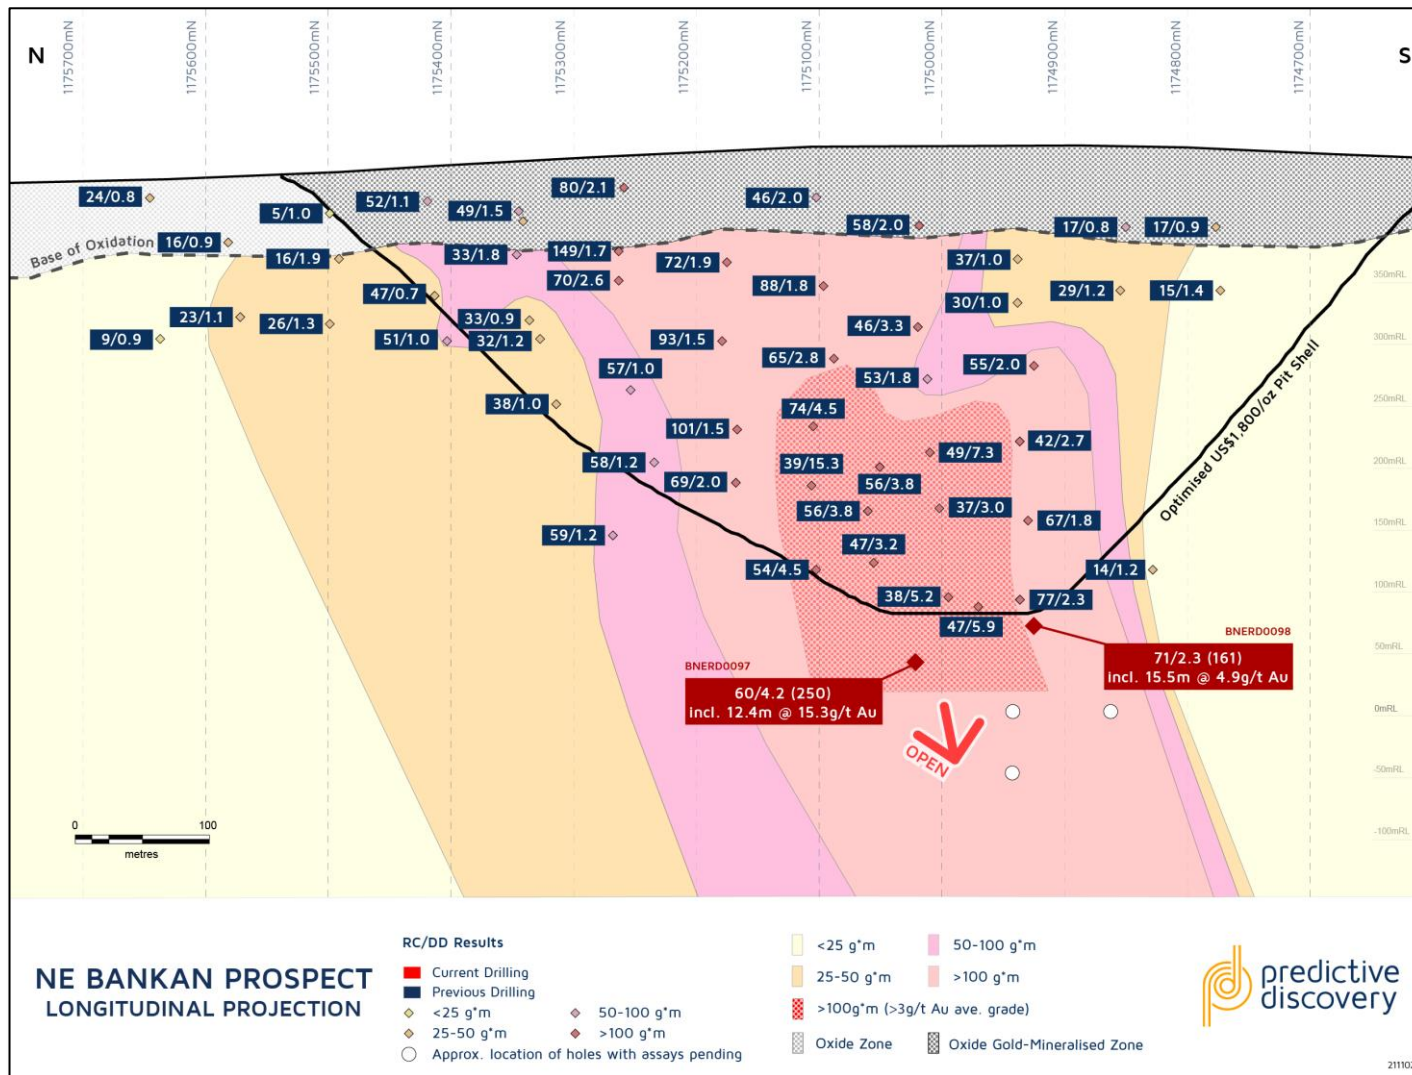 N
S
1175700mN
1175600mN
1175500mN
1175400mN
1175300mN
1175200mN
1175100mN
1175000mN
1174900mN
1174800mN
1174700mN
24/0.8
5/1.0
52/1.1
49/1.5
80/2.1
46/2.0
58/2.0
17/0.8
17/0.9
Base of Oxidation
16/0.9
16/1.9
33/1.8
149/1.7
72/1.9
37/1.0
350mRL
47/0.7
70/2.6
88/1.8
30/1.0
29/1.2
15/1.4
23/1.1
26/1.3
33/0.9
46/3.3
9/0.9
51/1.0
32/1.2
93/1.5
300mRL
57/1.0
65/2.8
53/1.8
55/2.0
Optimised US$1,800/oz Pit Shell
38/1.0
74/4.5
250mRL
101/1.5
49/7.3
42/2.7
58/1.2
39/15.3
200mRL
69/2.0
56/3.8
56/3.8
37/3.0
67/1.8
150mRL
59/1.2
47/3.2
54/4.5
14/1.2
100mRL
38/5.2
77/2.3
47/5.9
BNERD0098
71/2.3 (161)
incl. 15.5m @ 4.9g/t Au
50mRL
BNERD0097
60/4.2 (250)
incl. 12.4m @ 15.3g/t Au
0mRL
OPEN
-50mRL
-100mRL
0 100
metres
NE BANKAN PROSPECT
LONGITUDINAL PROJECTION
RC/DD Results
Current Drilling
Previous Drilling
<25 g*m
50-100 g*m
25-50 g*m
>100 g*m
Approx. location of holes with assays pending
<25 g*m
50-100 g*m
25-50 g*m
>100 g*m
>100g*m (>3g/t Au ave. grade)
Oxide Zone
Oxide Gold-Mineralised Zone
predictive
discovery